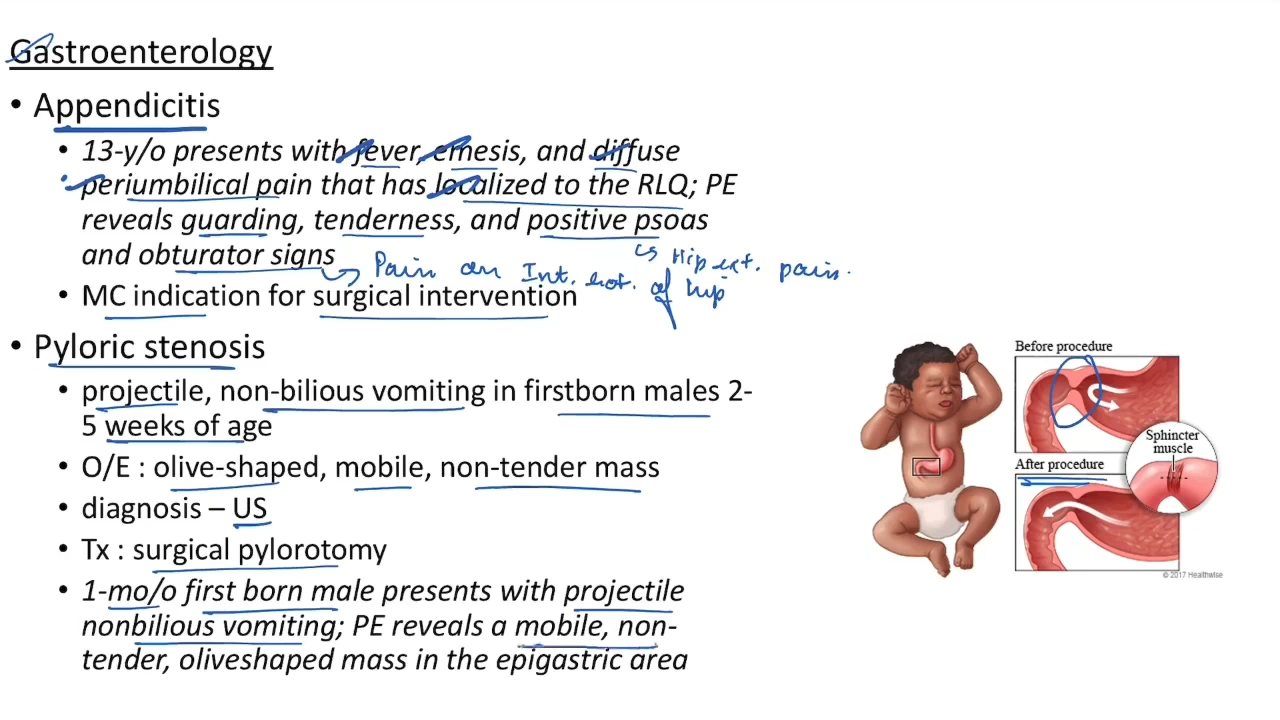 Gastroenterology
• Appendicitis
• 13-y/o presents with fever, emesis, and diffuse
periumbilical pain that has localized to the RLQ; PE
reveals guarding, tenderness, and positive psoas
and obturator signs
↳ Hip ext. pain.
↳ Pain on Int. rot. of hip
• MC indication for surgical intervention
• Pyloric stenosis
• projectile, non-bilious vomiting in firstborn males 2-
5 weeks of age
• O/E : olive-shaped, mobile, non-tender mass
• diagnosis – US
• Tx : surgical pylorotomy
• 1-mo/o first born male presents with projectile
nonbilious vomiting; PE reveals a mobile, non-
tender, oliveshaped mass in the epigastric area
Before procedure
Sphincter
muscle
After procedure
© 2017 Healthwise